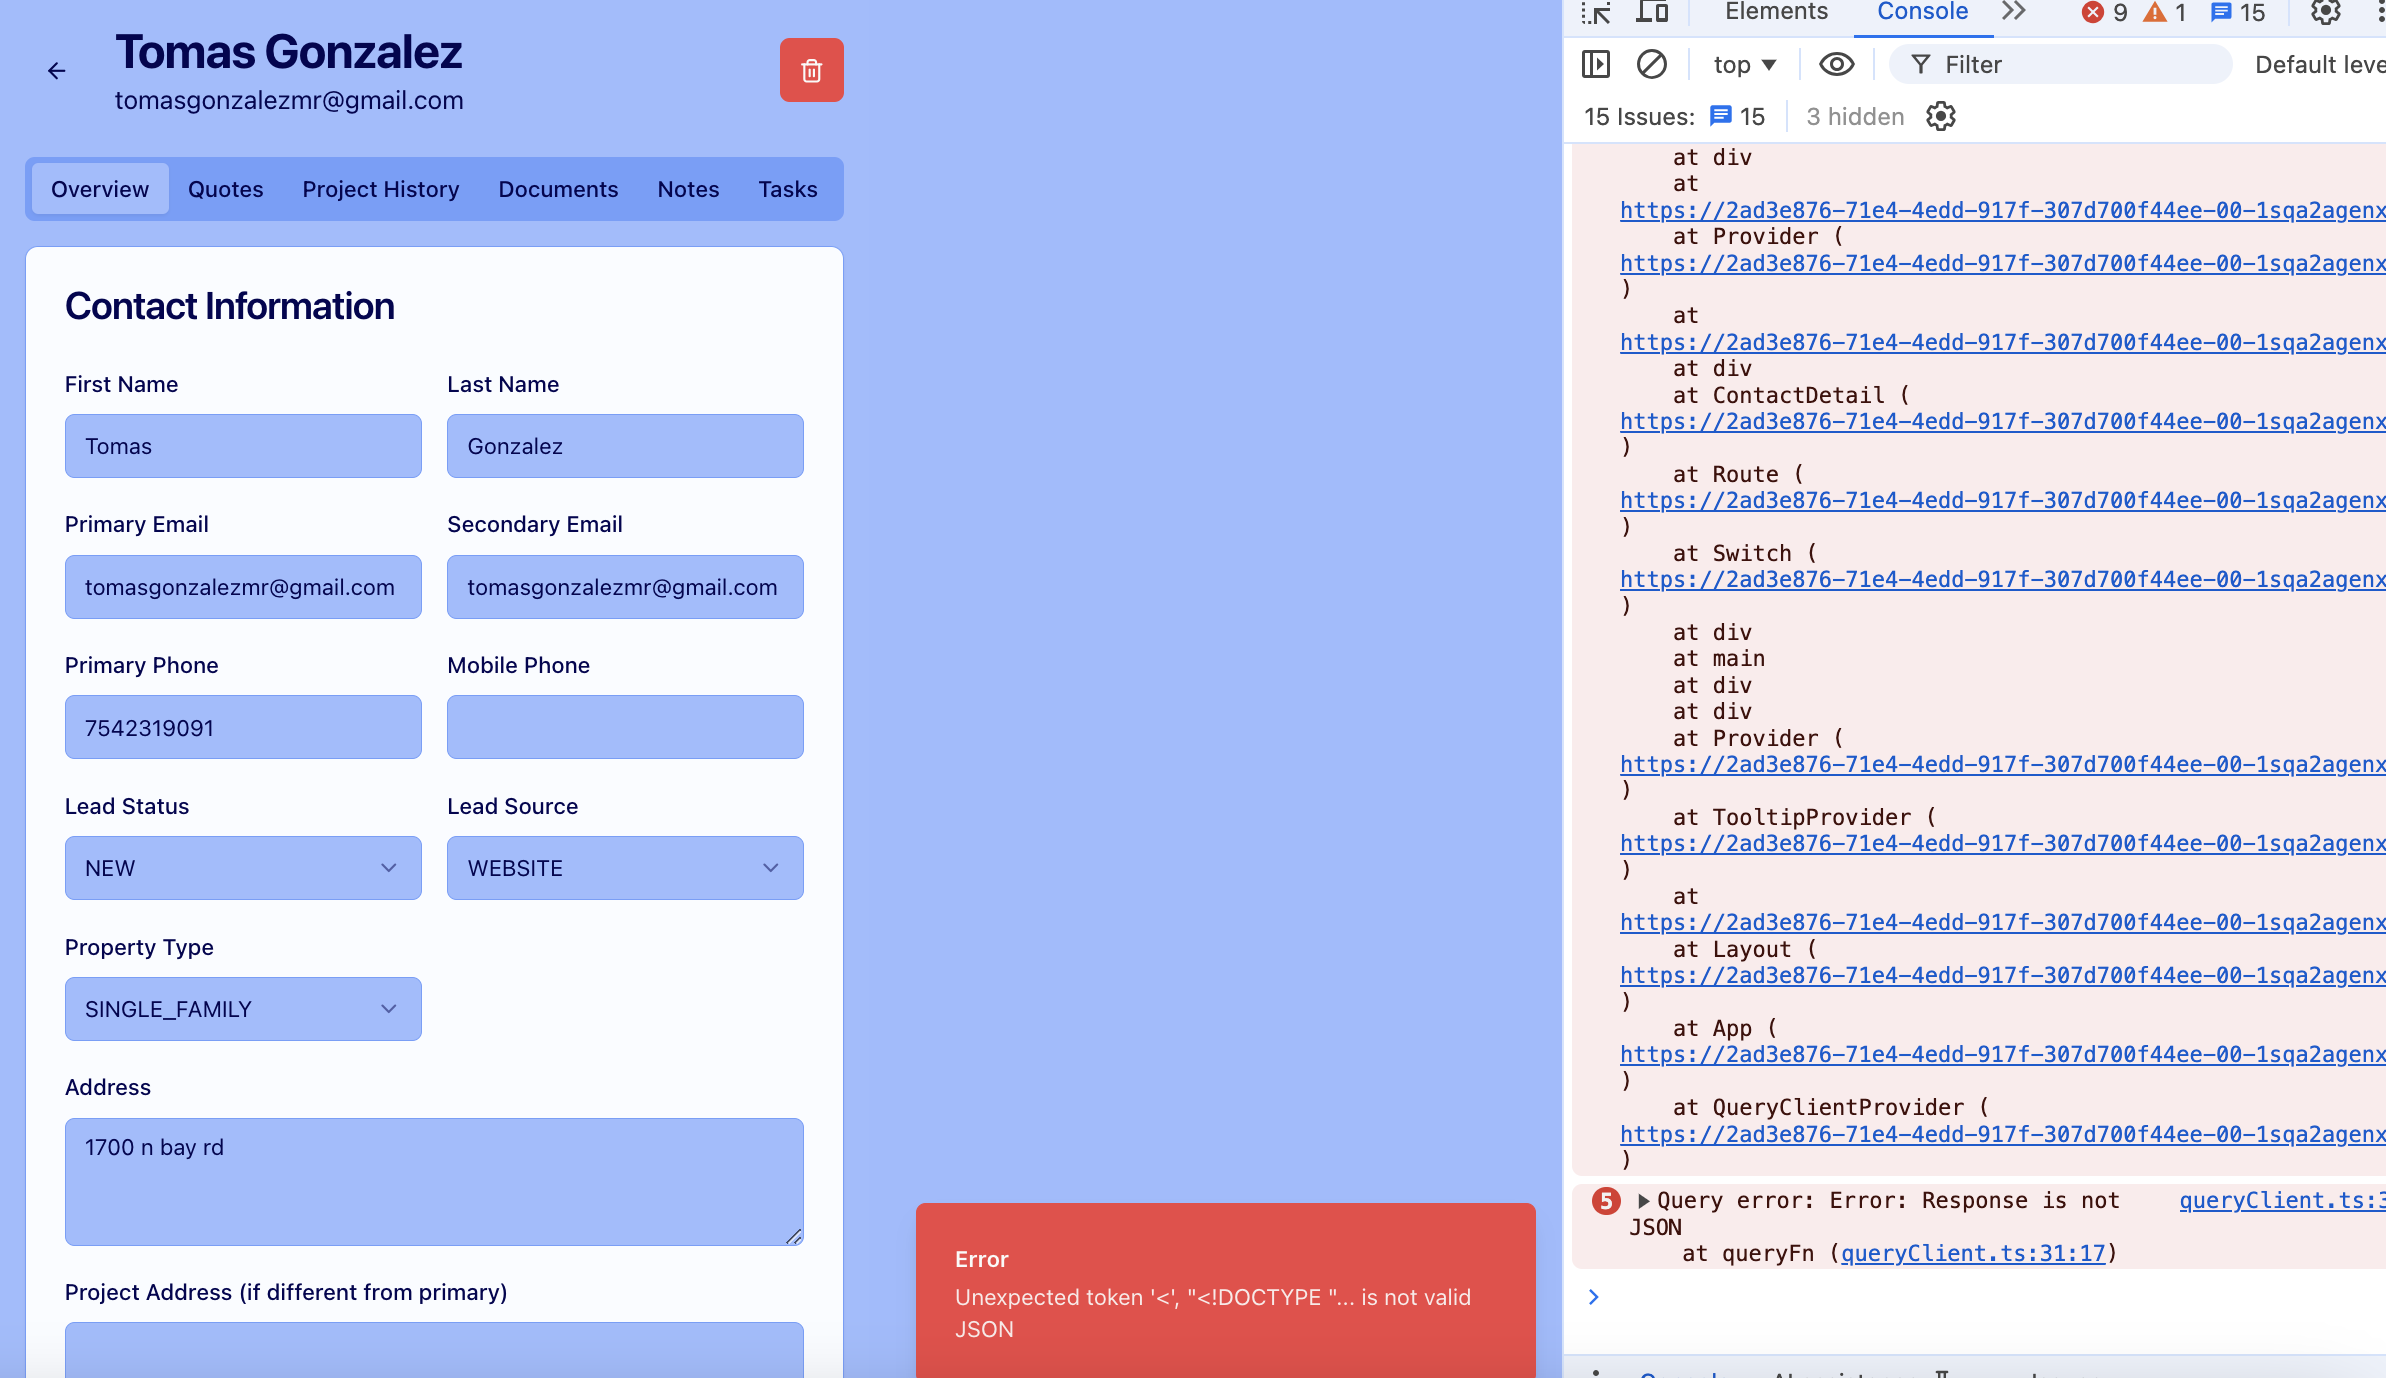 Tomas Gonzalez
tomasgonzalezmr@gmail.com
Overview Quotes Project History Documents Notes Tasks
Contact Information
First Name Last Name
Tomas Gonzalez
Primary Email Secondary Email
tomasgonzalezmr@gmail.com tomasgonzalezmr@gmail.com
Primary Phone Mobile Phone
7542319091
Lead Status Lead Source
NEW WEBSITE
Property Type
SINGLE_FAMILY
Address
1700 n bay rd
Project Address (if different from primary)
Error
Unexpected token '<', "<!DOCTYPE "... is not valid
JSON
Elements Console 9 1 15
top Filter Default leve
15 Issues: 15 3 hidden
at div
at
https://2ad3e876-71e4-4edd-917f-307d700f44ee-00-1sqa2agenx
at Provider (
https://2ad3e876-71e4-4edd-917f-307d700f44ee-00-1sqa2agenx
)
at
https://2ad3e876-71e4-4edd-917f-307d700f44ee-00-1sqa2agenx
at div
at ContactDetail (
https://2ad3e876-71e4-4edd-917f-307d700f44ee-00-1sqa2agenx
)
at Route (
https://2ad3e876-71e4-4edd-917f-307d700f44ee-00-1sqa2agenx
)
at Switch (
https://2ad3e876-71e4-4edd-917f-307d700f44ee-00-1sqa2agenx
)
at div
at main
at div
at div
at Provider (
https://2ad3e876-71e4-4edd-917f-307d700f44ee-00-1sqa2agenx
)
at TooltipProvider (
https://2ad3e876-71e4-4edd-917f-307d700f44ee-00-1sqa2agenx
)
at
https://2ad3e876-71e4-4edd-917f-307d700f44ee-00-1sqa2agenx
at Layout (
https://2ad3e876-71e4-4edd-917f-307d700f44ee-00-1sqa2agenx
)
at App (
https://2ad3e876-71e4-4edd-917f-307d700f44ee-00-1sqa2agenx
)
at QueryClientProvider (
https://2ad3e876-71e4-4edd-917f-307d700f44ee-00-1sqa2agenx
)
5 Query error: Error: Response is not queryClient.ts:3
JSON
at queryFn (queryClient.ts:31:17)